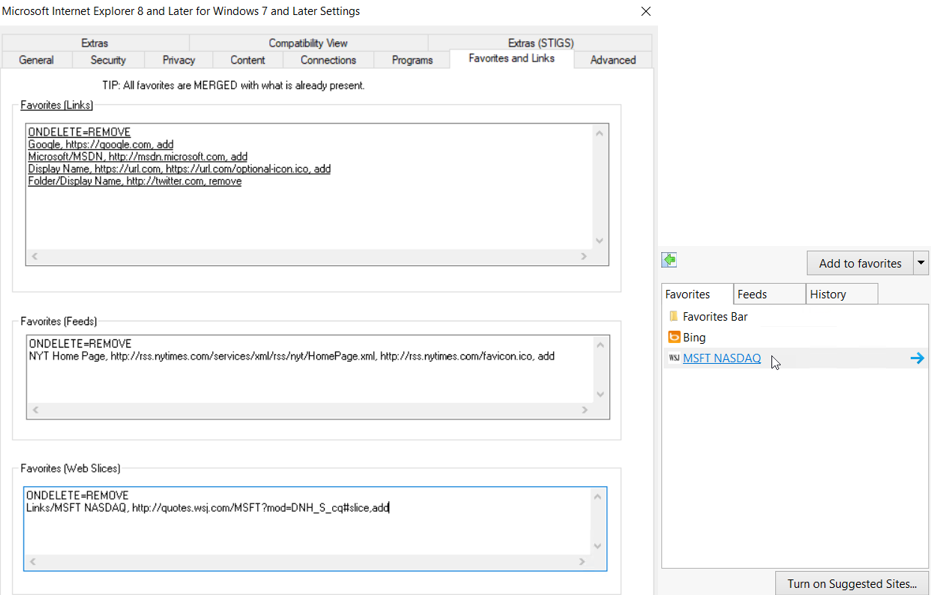 Microsoft Internet Explorer 8 and Later for Windows 7 and Later Settings
Extras
Compatibility View
Extras (STIGS)
General
Security
Privacy
Content
Connections
Programs
Favorites and Links
Advanced
TIP: All favorites are MERGED with what is already present.
Favorites (Links)
ONDELETE=REMOVE
Google, https://google.com, add
Microsoft/MSDN, http://msdn.microsoft.com, add
Display Name, https://url.com, https://url.com/optional-icon.ico, add
Folder/Display Name, http://twitter.com, remove
Favorites (Feeds)
ONDELETE=REMOVE
NYT Home Page, http://rss.nytimes.com/services/xml/rss/nyt/HomePage.xml, http://rss.nytimes.com/favicon.ico, add
Favorites (Web Slices)
ONDELETE=REMOVE
Links/MSFT NASDAQ, http://quotes.wsj.com/MSFT?mod=DNH_S_cq#slice,add
Add to favorites
Favorites
Feeds
History
Favorites Bar
Bing
WSJ MSFT NASDAQ
Turn on Suggested Sites...